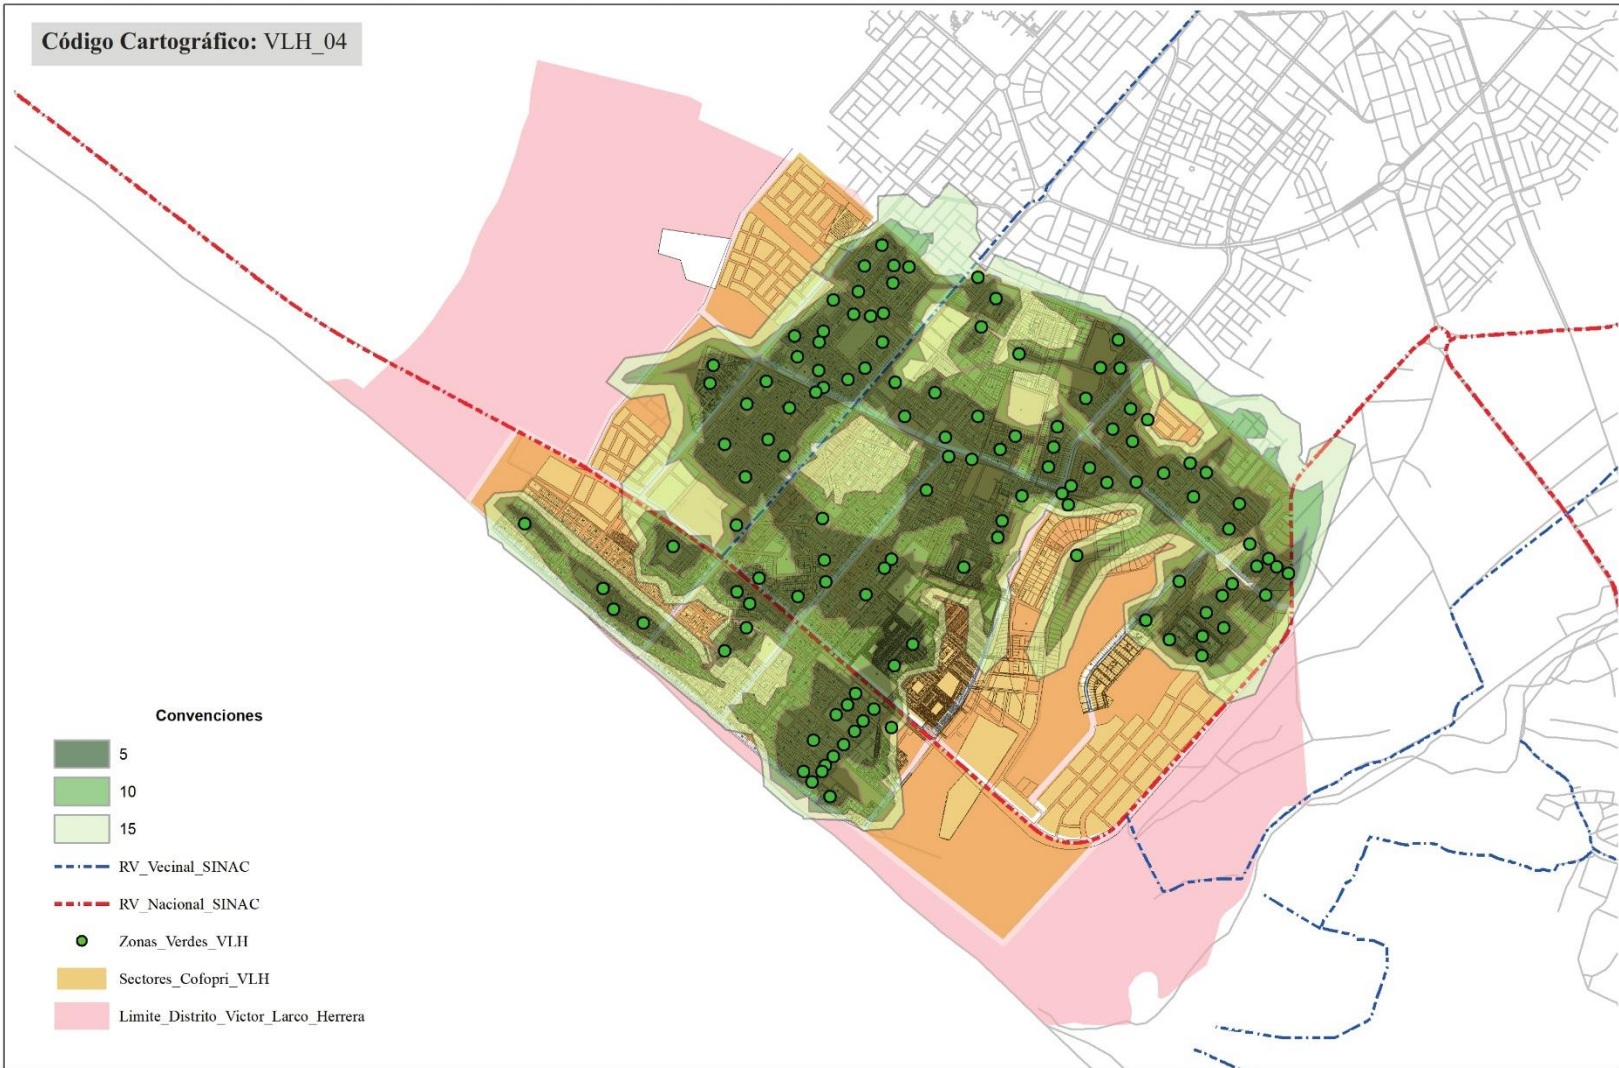 Código Cartográfico: VLH_04
Convenciones
5
10
15
RV_Vecinal_SINAC
RV_Nacional_SINAC
Zonas_Verdes_VLH
Sectores_Cofopri_VLH
Limite_Distrito_Victor_Larco_Herrera